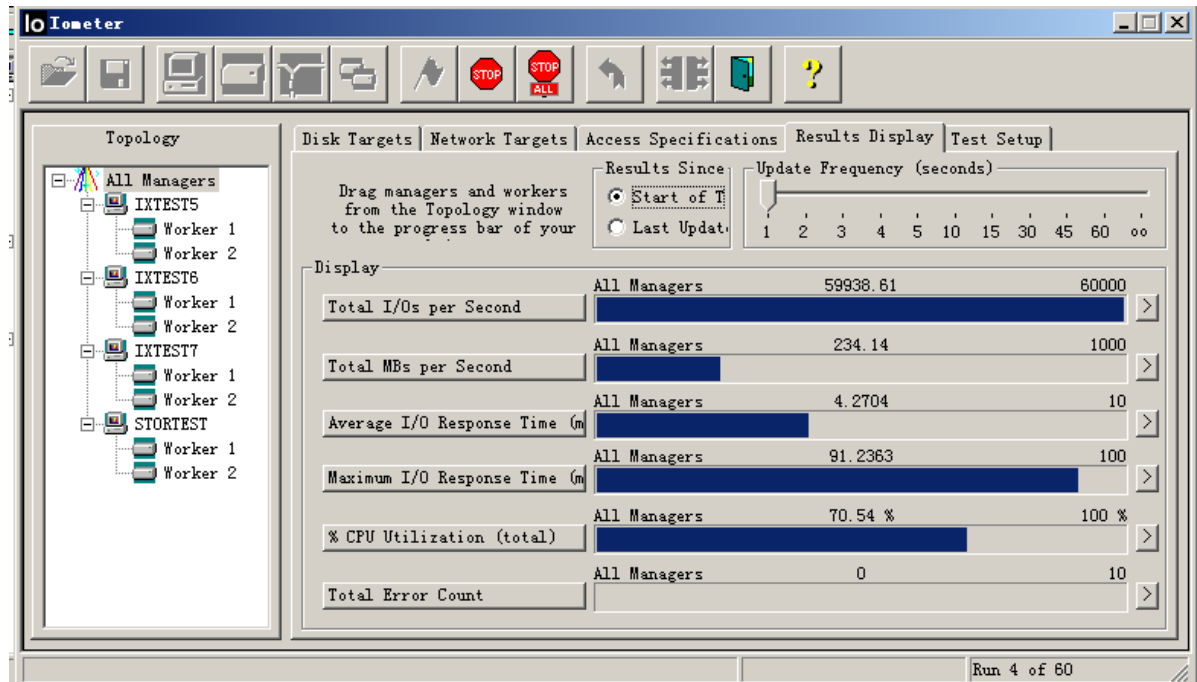 Iometer
STOP
STOP
ALL
Topology
All Managers
IXTEST5
Worker 1
Worker 2
IXTEST6
Worker 1
Worker 2
IXTEST7
Worker 1
Worker 2
STORTEST
Worker 1
Worker 2
Disk Targets Network Targets Access Specifications Results Display Test Setup
Drag managers and workers
from the Topology window
to the progress bar of your
Results Since
Start of T
Last Updat
Update Frequency (seconds)
1 2 3 4 5 10 15 30 45 60 oo
Display
All Managers 59938.61 60000
Total I/Os per Second >
All Managers 234.14 1000
Total MBs per Second >
All Managers 4.2704 10
Average I/O Response Time (m >
All Managers 91.2363 100
Maximum I/O Response Time (m >
All Managers 70.54 % 100 %
% CPU Utilization (total) >
All Managers 0 10
Total Error Count >
Run 4 of 60